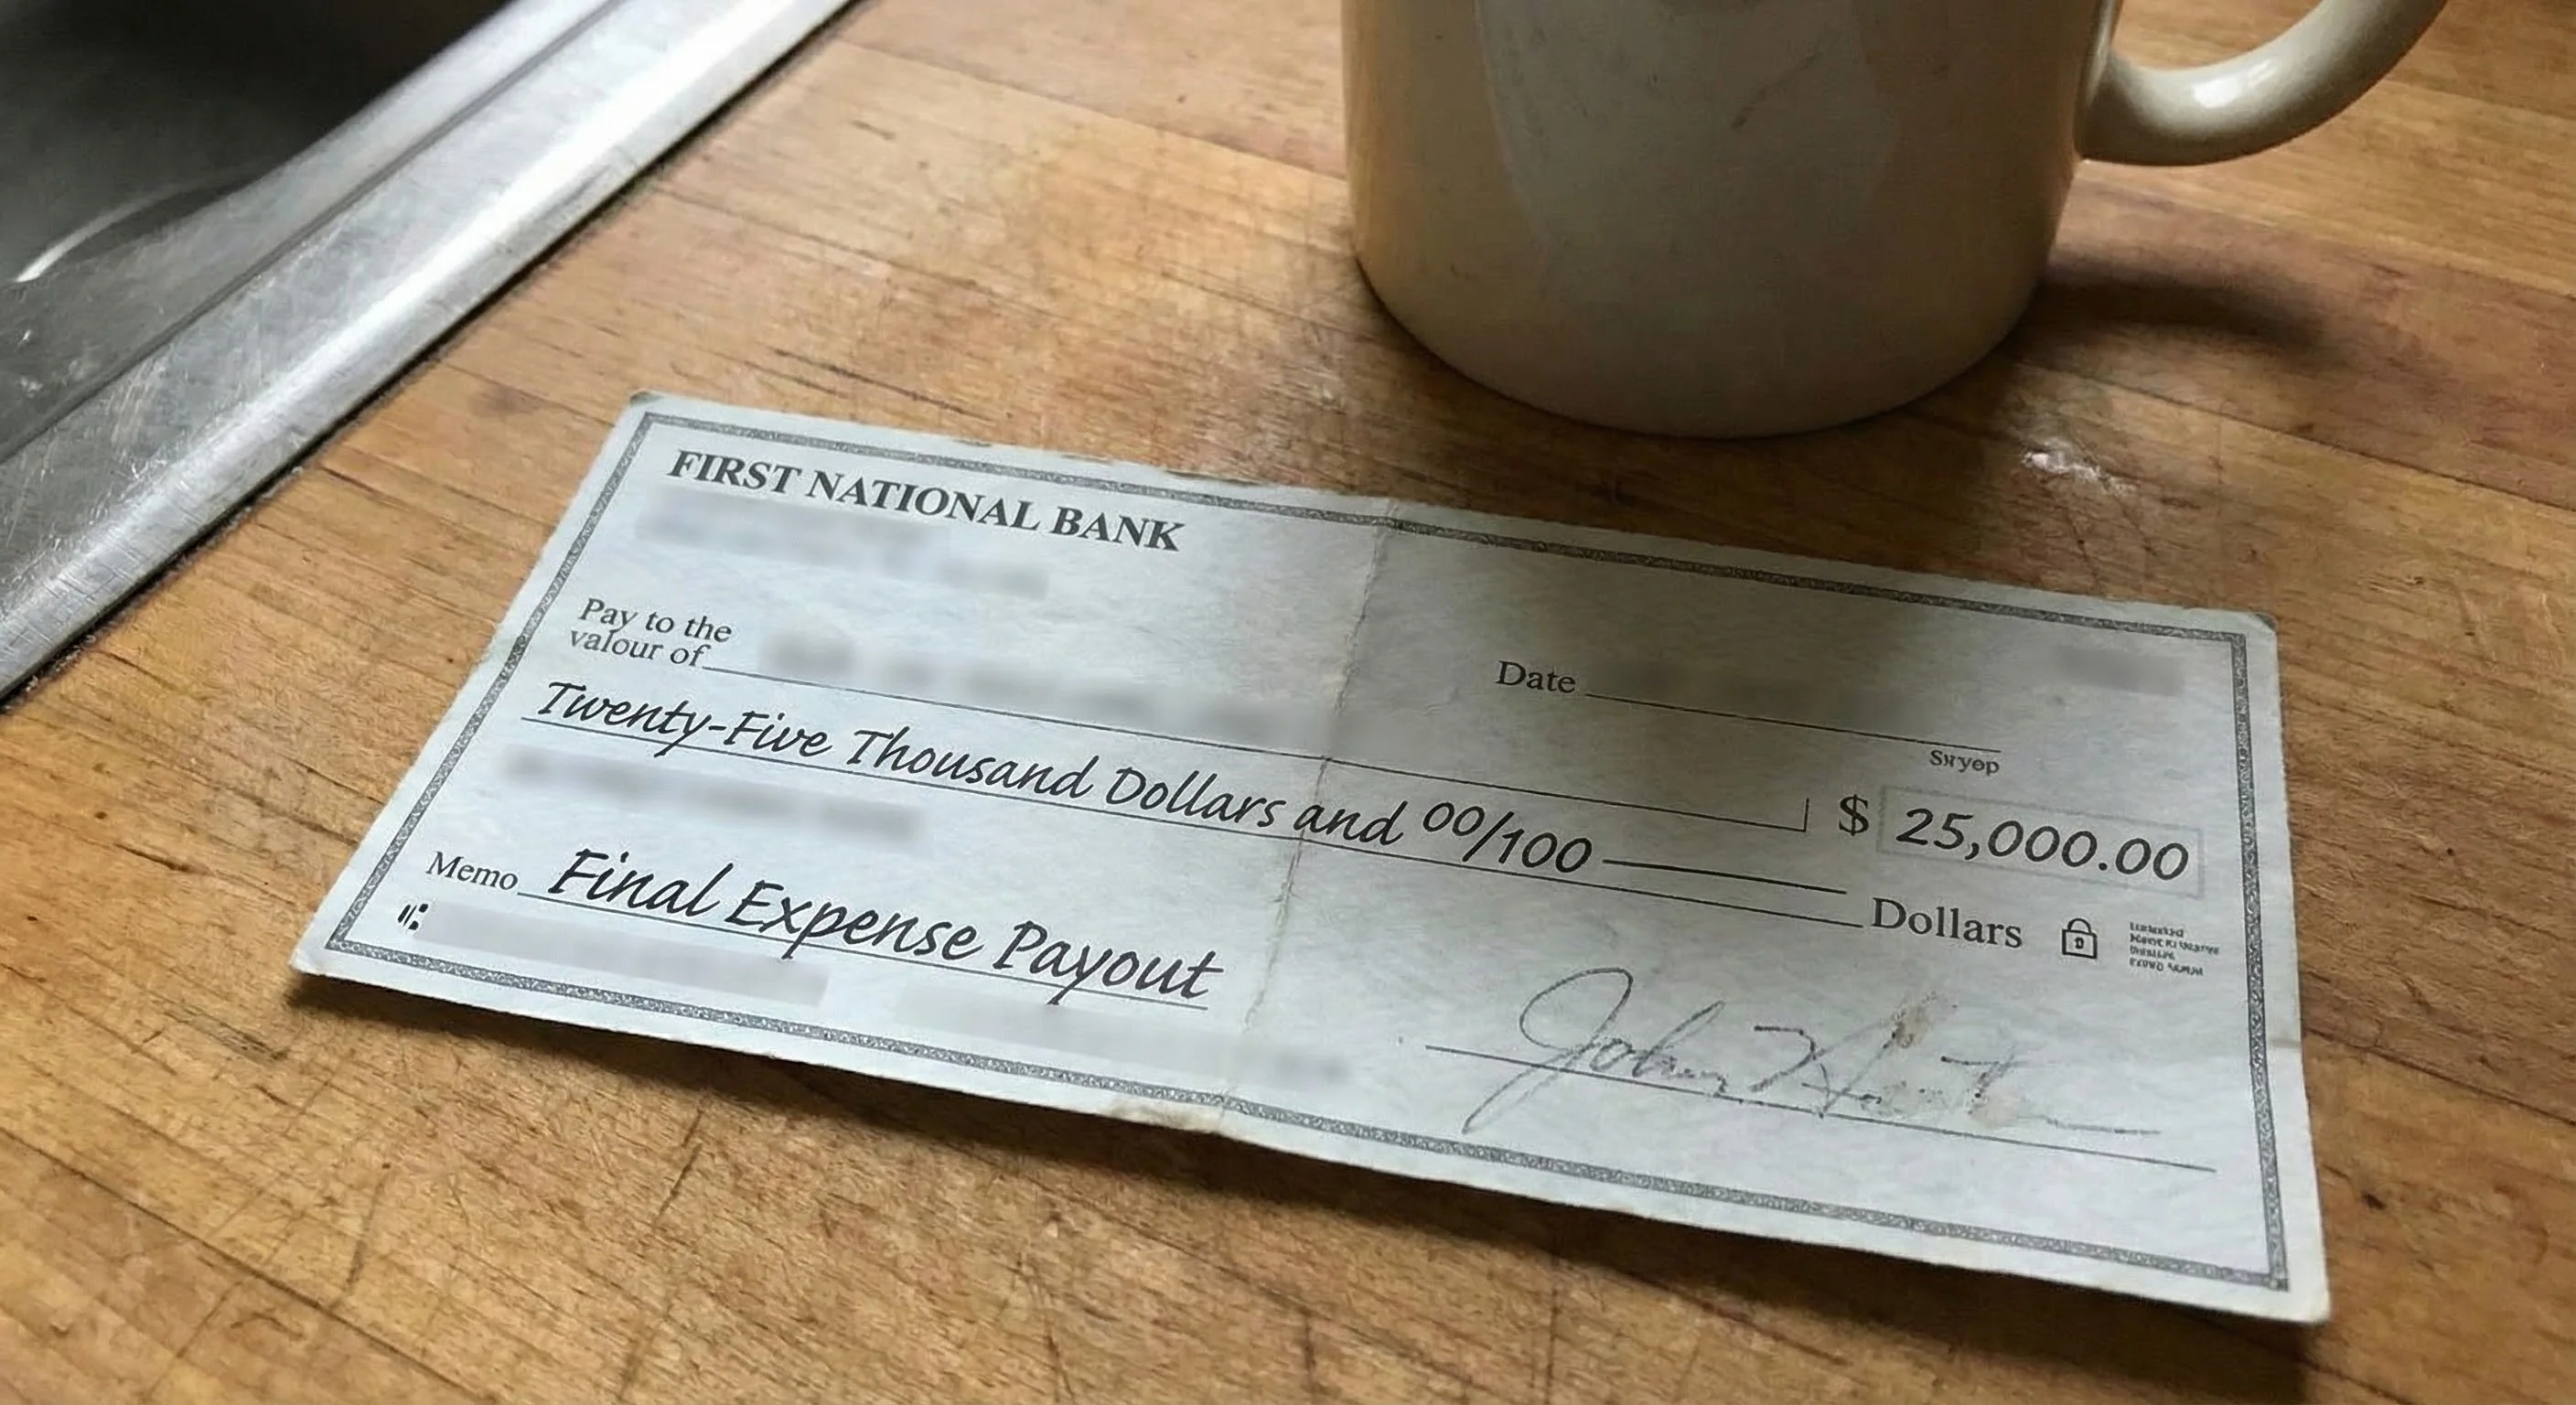 FIRST NATIONAL BANK
Pay to the
valour of
Date
Twenty-Five Thousand Dollars and 00/100
$ 25,000.00
Dollars
Memo Final Expense Payout